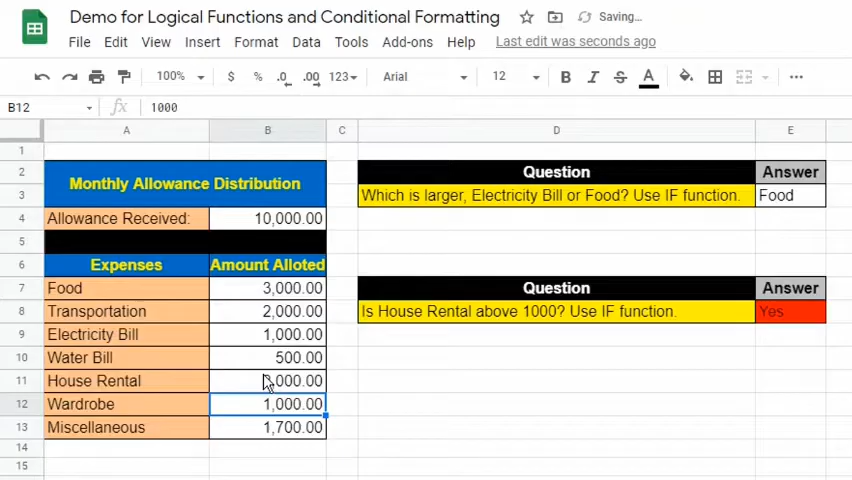 Demo for Logical Functions and Conditional Formatting Saving...
File Edit View Insert Format Data Tools Add-ons Help Last edit was seconds ago
100% $ % .0 .00 123 Arial 12 B I S A
B12 fx 1000
A B C D E
1
2 Monthly Allowance Distribution Question Answer
3 Which is larger, Electricity Bill or Food? Use IF function. Food
4 Allowance Received: 10,000.00
5
6 Expenses Amount Alloted
7 Food 3,000.00 Question Answer
8 Transportation 2,000.00 Is House Rental above 1000? Use IF function. Yes
9 Electricity Bill 1,000.00
10 Water Bill 500.00
11 House Rental
12 Wardrobe 1,000.00
13 Miscellaneous 1,700.00
14
15